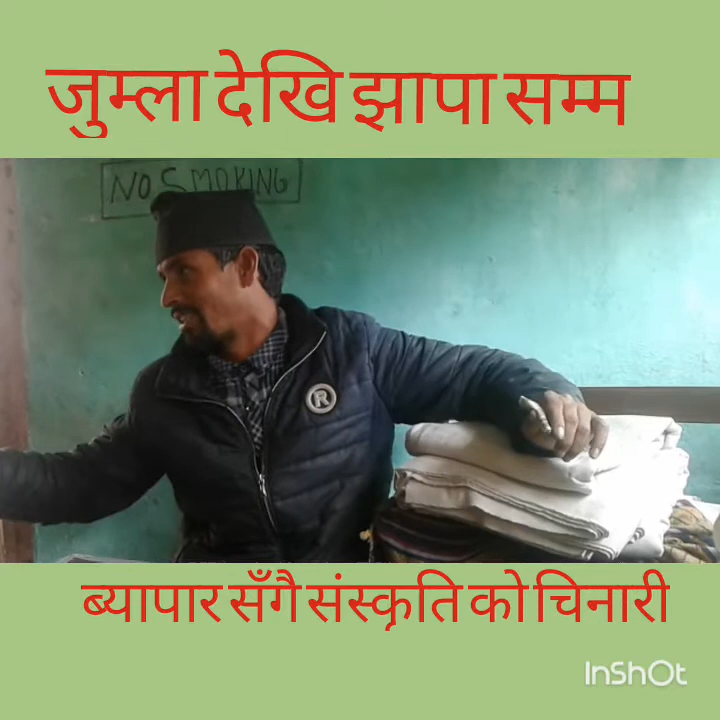 जुम्ला देखि झापा सम्म
NO SMOKING
R
ब्यापार सँगै संस्कृति को चिनारी
InShOt